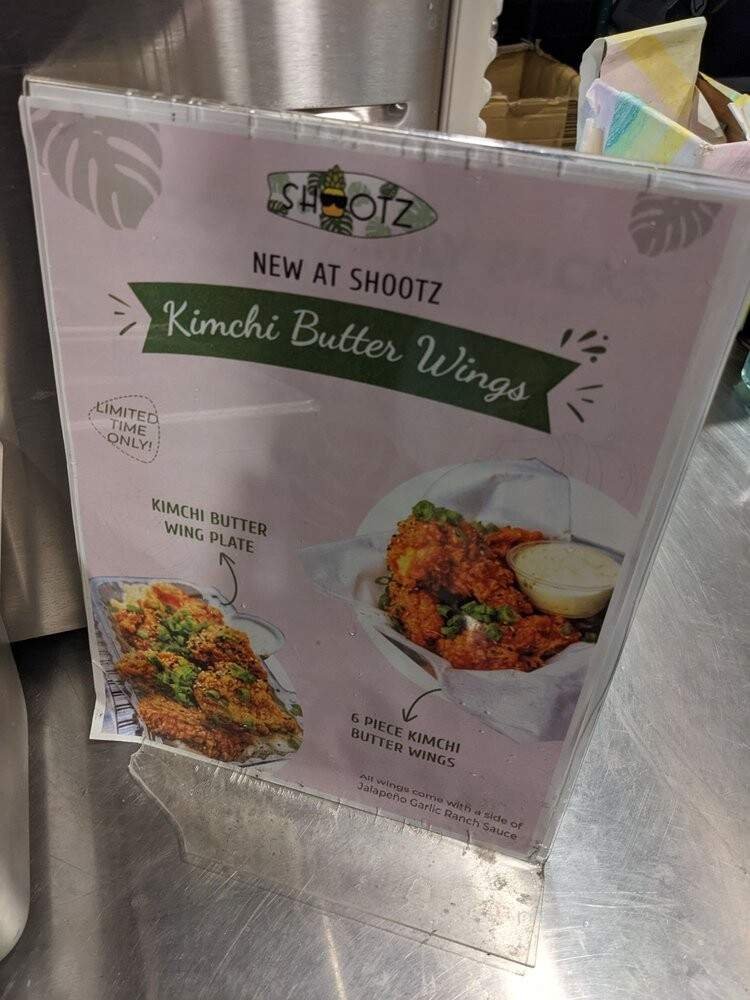 SHOOTZ
NEW AT SHOOTZ
Kimchi Butter Wings
LIMITED
TIME
ONLY!
KIMCHI BUTTER
WING PLATE
6 PIECE KIMCHI
BUTTER WINGS
All wings come with a side of
Jalapeño Garlic Ranch Sauce